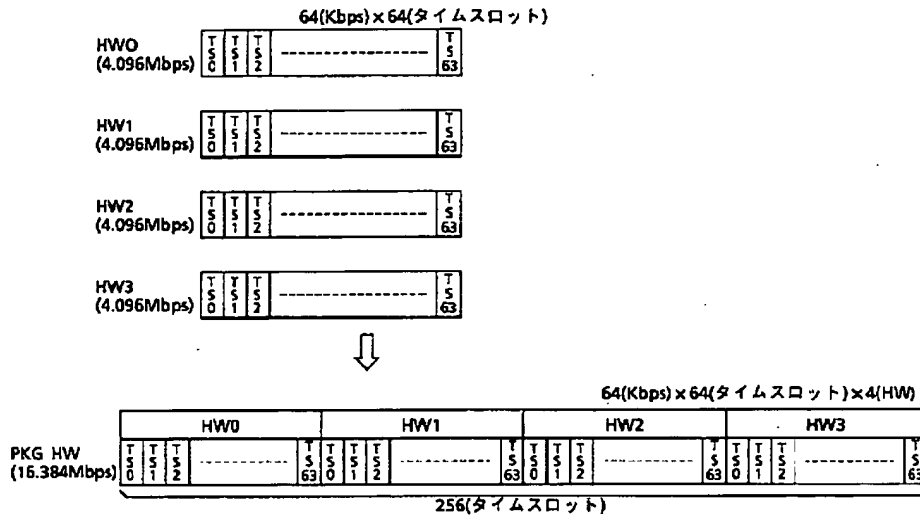 64(Kbps)×64(タイムスロット)
HW0
(4.096Mbps)
TS0 TS1 TS2 TS63
HW1
(4.096Mbps)
TS0 TS1 TS2 TS63
HW2
(4.096Mbps)
TS0 TS1 TS2 TS63
HW3
(4.096Mbps)
TS0 TS1 TS2 TS63
64(Kbps)×64(タイムスロット)×4(HW)
HW0 HW1 HW2 HW3
PKG HW
(16.384Mbps)
TS0 TS1 TS2 TS63 TS0 TS1 TS2 TS63 TS0 TS1 TS2 TS63 TS0 TS1 TS2 TS63
256(タイムスロット)